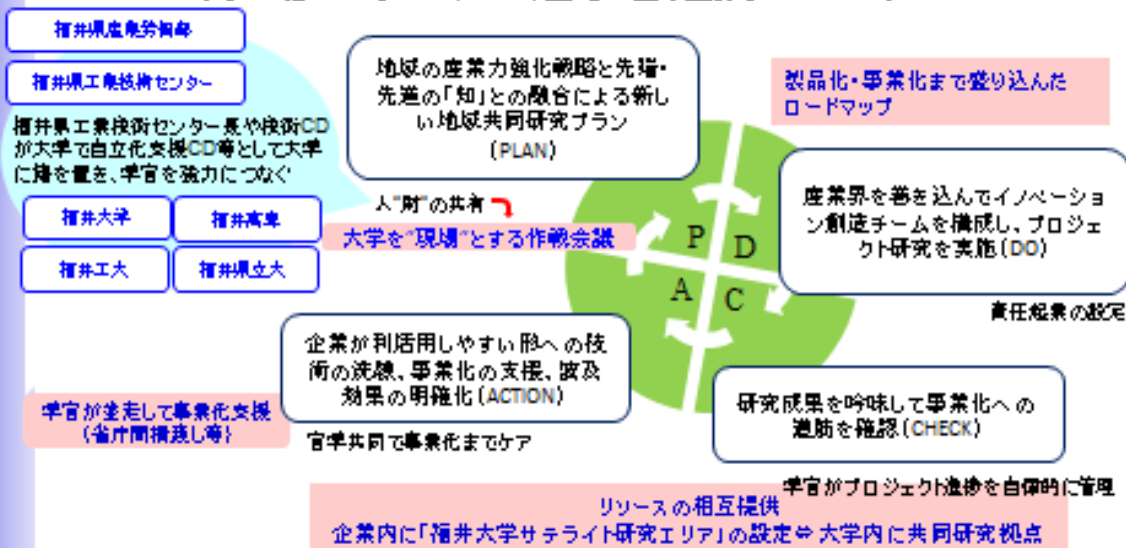 福井県産業労働部
福井県工業技術センター
福井県工業技術センター長や技術CD
が大学で自立化支援CD等として大学
に籍を置き、学官を強力につなぐ
福井大学
福井高専
福井工大
福井県立大
地域の産業力強化戦略と先端・
先進の「知」との融合による新し
い地域共同研究プラン
(PLAN)
人"財"の共有
大学を"現場"とする作戦会議
製品化・事業化まで盛り込んだ
ロードマップ
産業界を巻き込んでイノベーショ
ン創造チームを構成し、プロジェ
クト研究を実施(DO)
責任起業の設定
P
D
A
C
企業が利活用しやすい形への技
術の洗練、事業化の支援、波及
効果の明確化(ACTION)
官学共同で事業化までケア
学官が並走して事業化支援
(省庁間橋渡し等)
研究成果を吟味して事業化への
道筋を確認(CHECK)
学官がプロジェクト進捗を自律的に管理
リソースの相互提供
企業内に「福井大学サテライト研究エリア」の設定⇔大学内に共同研究拠点